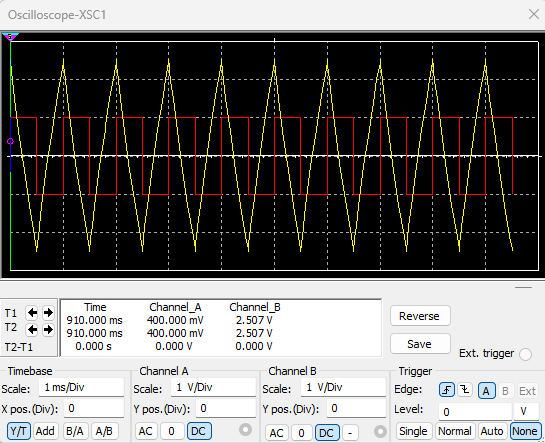 Oscilloscope-XSC1
Time Channel_A Channel_B
T1 910.000 ms 400.000 mV 2.507 V
T2 910.000 ms 400.000 mV 2.507 V
T2-T1 0.000 s 0.000 V 0.000 V
Reverse
Save
Ext. trigger
Timebase Channel A Channel B Trigger
Scale: 1 ms/Div Scale: 1 V/Div Scale: 1 V/Div Edge: A B Ext
X pos.(Div): 0 Y pos.(Div): 0 Y pos.(Div): 0 Level: 0 V
Y/T Add B/A A/B AC 0 DC AC 0 DC - Single Normal Auto None